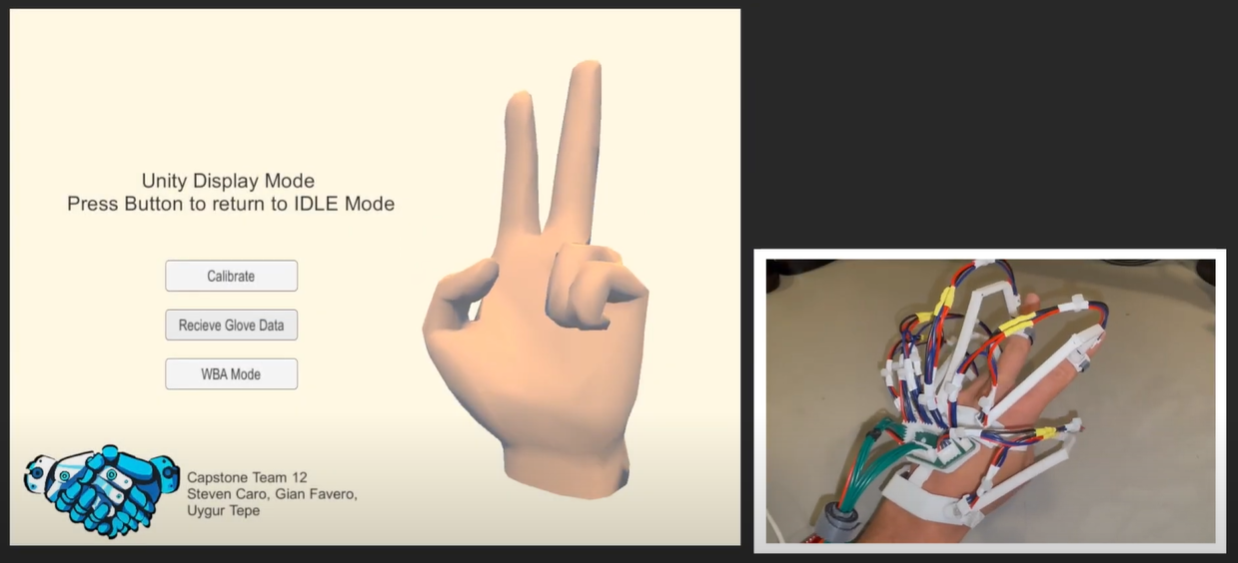 Unity Display Mode
Press Button to return to IDLE Mode
Calibrate
Recieve Glove Data
WBA Mode
Capstone Team 12
Steven Caro, Gian Favero,
Uygur Tepe